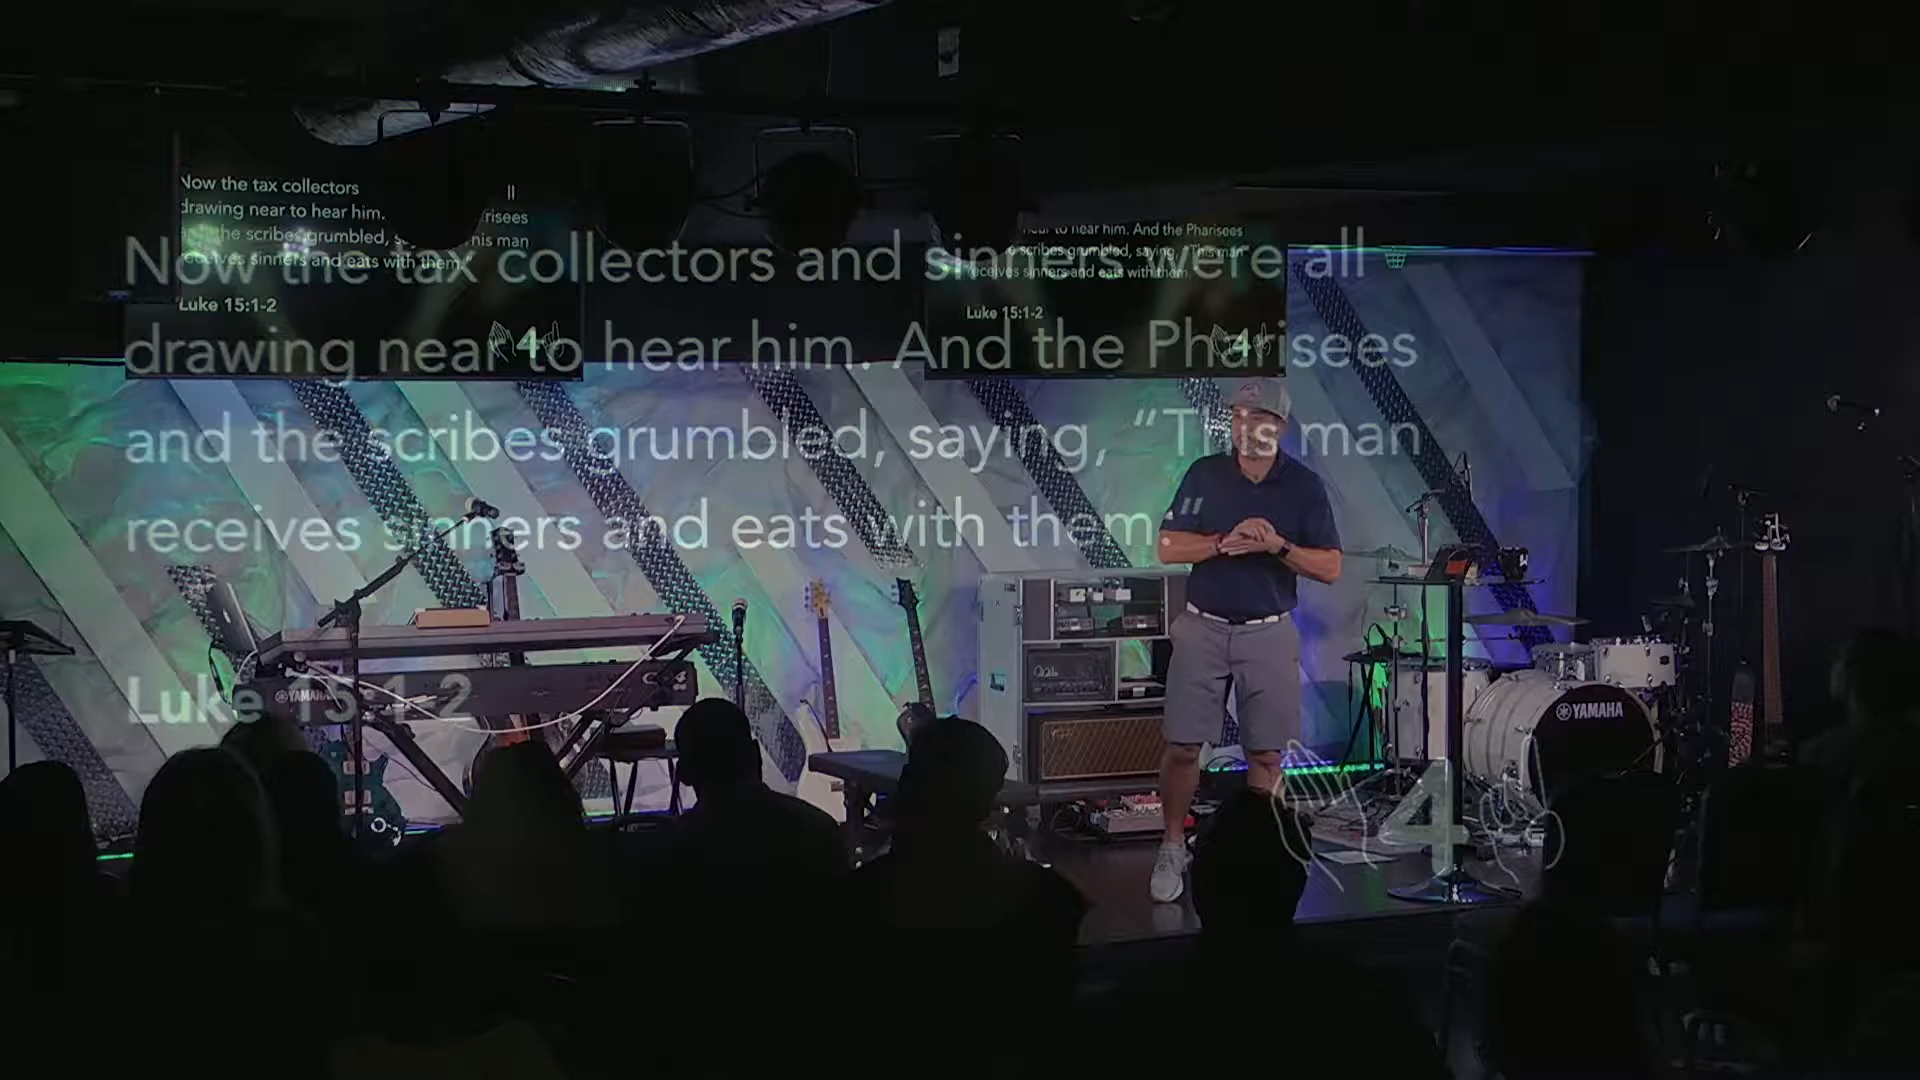 Now the tax collectors
drawing near to hear him.
risees
the scribes grumbled,
his man
receives sinners and eats with them."
Luke 15:1-2
4
near to hear him. And the Pharisees
scribes grumbled, saying, "This man
receives sinners and eats with them
Luke 15:1-2
4
Now the tax collectors and sinners were all
drawing near to hear him. And the Pharisees
and the scribes grumbled, saying, “This man
receives sinners and eats with them.”
Luke 15:1-2
4
YAMAHA
YAMAHA